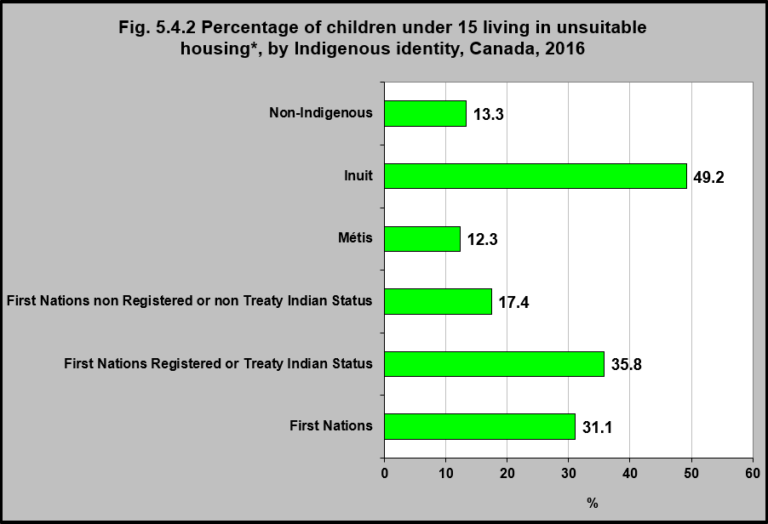 Fig. 5.4.2 Percentage of children under 15 living in unsuitable
housing*, by Indigenous identity, Canada, 2016
Non-Indigenous
13.3
Inuit
49.2
Métis
12.3
First Nations non Registered or non Treaty Indian Status
17.4
First Nations Registered or Treaty Indian Status
35.8
First Nations
31.1
0 10 20 30 40 50 60
%